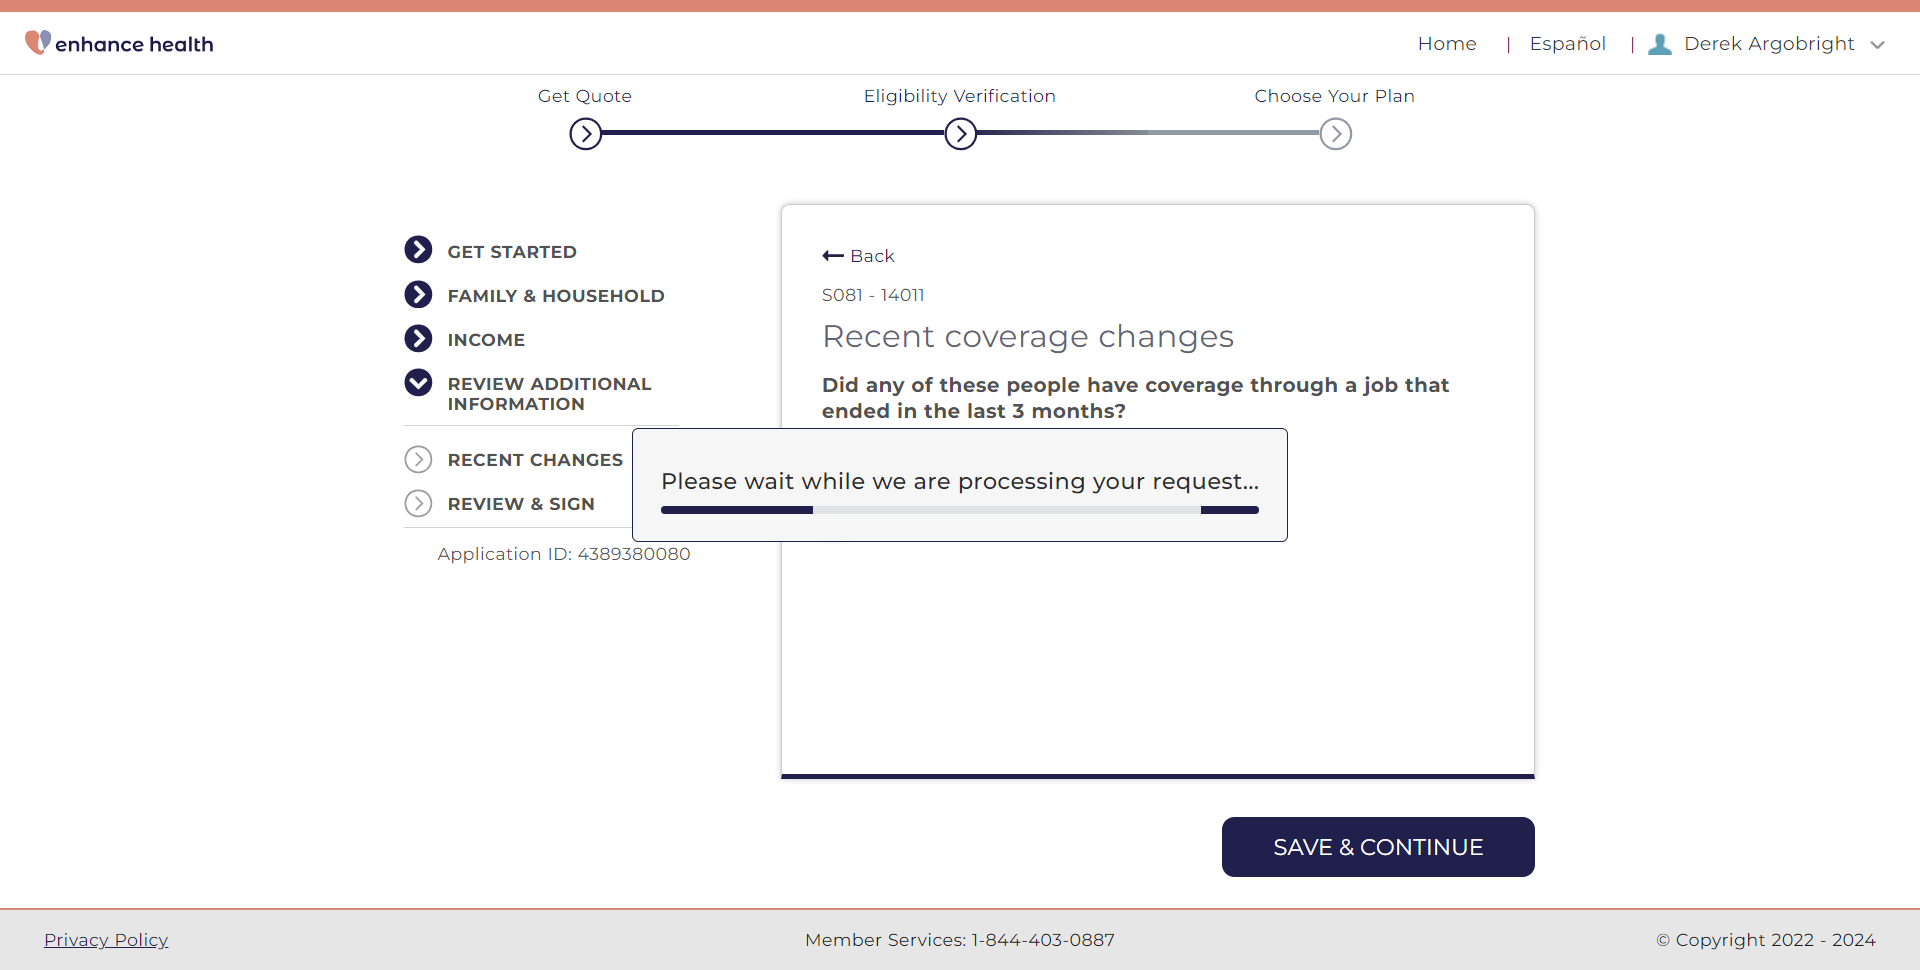 enhance health
Home | Español | Derek Argobright
Get Quote
Eligibility Verification
Choose Your Plan
GET STARTED
FAMILY & HOUSEHOLD
INCOME
REVIEW ADDITIONAL
INFORMATION
RECENT CHANGES
REVIEW & SIGN
Application ID: 4389380080
Back
S081 - 14011
Recent coverage changes
Did any of these people have coverage through a job that
ended in the last 3 months?
Please wait while we are processing your request...
SAVE & CONTINUE
Privacy Policy
Member Services: 1-844-403-0887
© Copyright 2022 - 2024